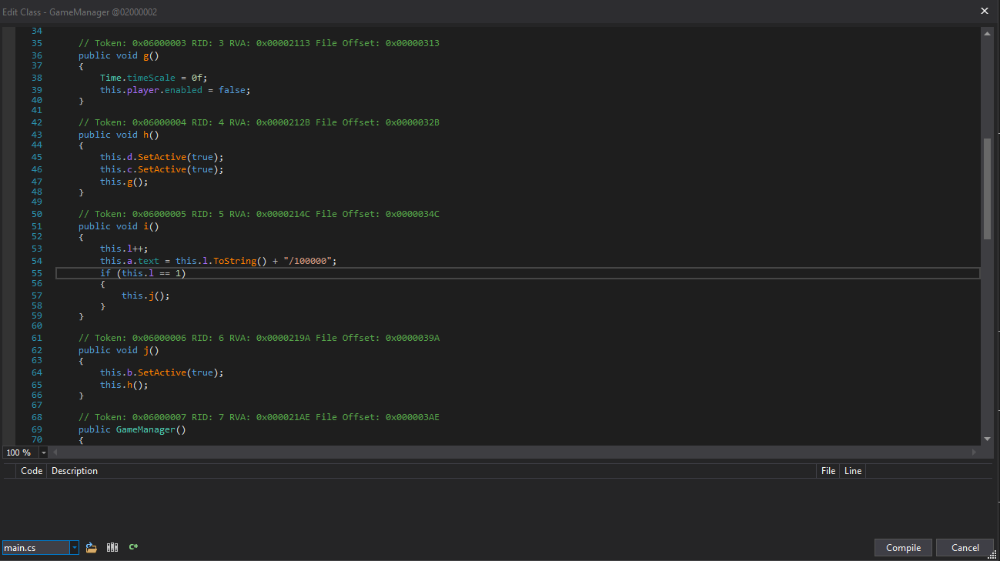 Edit Class - GameManager @02000002
34
35 // Token: 0x06000003 RID: 3 RVA: 0x00002113 File Offset: 0x00000313
36 public void g()
37 {
38 Time.timeScale = 0f;
39 this.player.enabled = false;
40 }
41
42 // Token: 0x06000004 RID: 4 RVA: 0x0000212B File Offset: 0x0000032B
43 public void h()
44 {
45 this.d.SetActive(true);
46 this.c.SetActive(true);
47 this.g();
48 }
49
50 // Token: 0x06000005 RID: 5 RVA: 0x0000214C File Offset: 0x0000034C
51 public void i()
52 {
53 this.l++;
54 this.a.text = this.l.ToString() + "/100000";
55 if (this.l == 1)
56 {
57 this.j();
58 }
59 }
60
61 // Token: 0x06000006 RID: 6 RVA: 0x0000219A File Offset: 0x0000039A
62 public void j()
63 {
64 this.b.SetActive(true);
65 this.h();
66 }
67
68 // Token: 0x06000007 RID: 7 RVA: 0x000021AE File Offset: 0x000003AE
69 public GameManager()
70 {
100 %
Code Description File Line
main.cs C# Compile Cancel